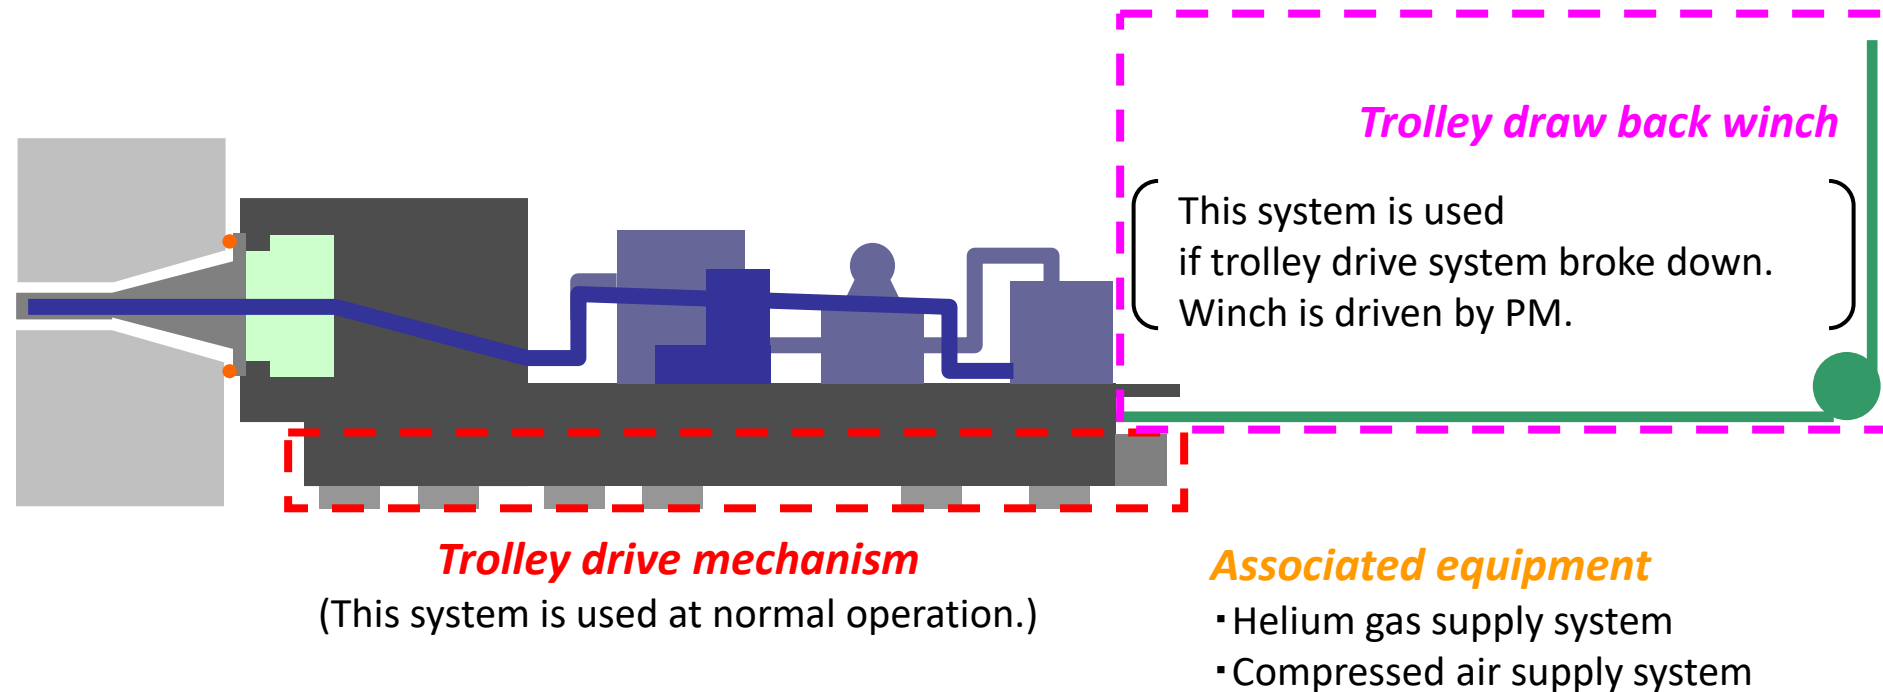 Trolley draw back winch
This system is used
if trolley drive system broke down.
Winch is driven by PM.
Trolley drive mechanism
(This system is used at normal operation.)
Associated equipment
･Helium gas supply system
･Compressed air supply system